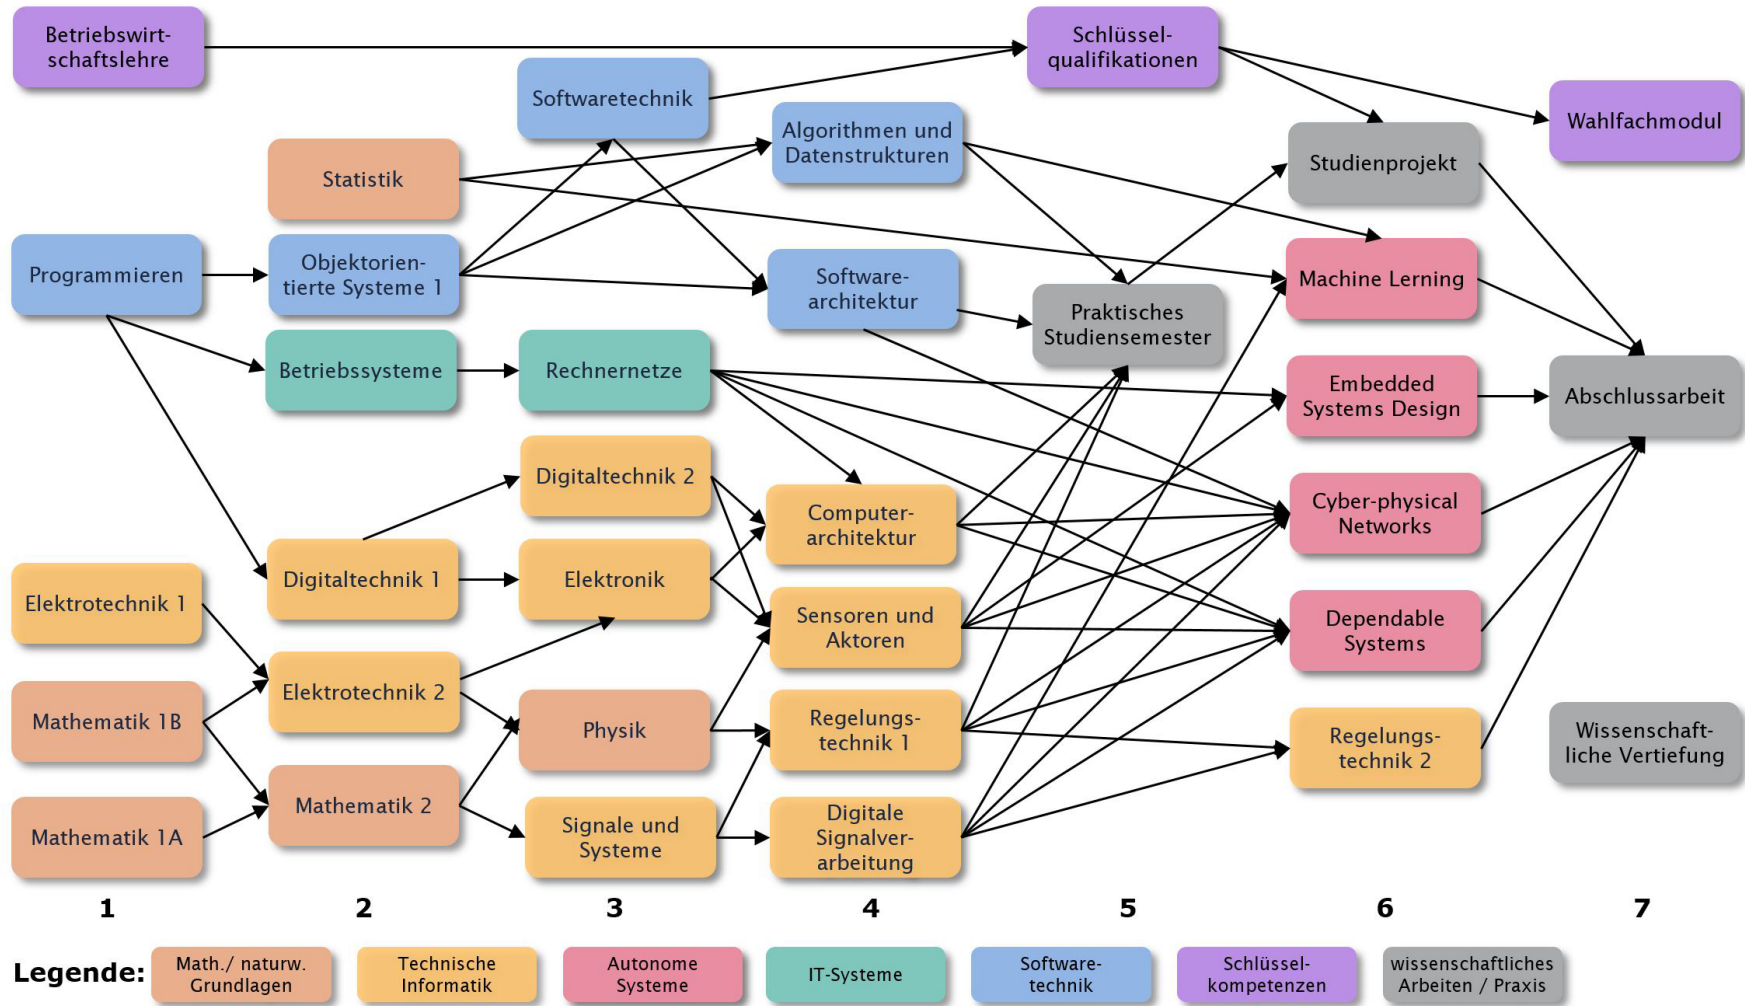 Betriebswirt-
schaftslehre
Programmieren
Elektrotechnik 1
Mathematik 1B
Mathematik 1A
Statistik
Objektorien-
tierte Systeme 1
Betriebssysteme
Digitaltechnik 1
Elektrotechnik 2
Mathematik 2
Softwaretechnik
Rechnernetze
Digitaltechnik 2
Elektronik
Physik
Signale und
Systeme
Algorithmen und
Datenstrukturen
Software-
architektur
Computer-
architektur
Sensoren und
Aktoren
Regelungs-
technik 1
Digitale
Signalver-
arbeitung
Schlüssel-
qualifikationen
Praktisches
Studiensemester
Studienprojekt
Machine Lerning
Embedded
Systems Design
Cyber-physical
Networks
Dependable
Systems
Regelungs-
technik 2
Wahlfachmodul
Abschlussarbeit
Wissenschaft-
liche Vertiefung
1 2 3 4 5 6 7
Legende:
Math./ naturw.
Grundlagen
Technische
Informatik
Autonome
Systeme
IT-Systeme
Software-
technik
Schlüssel-
kompetenzen
wissenschaftliches
Arbeiten / Praxis